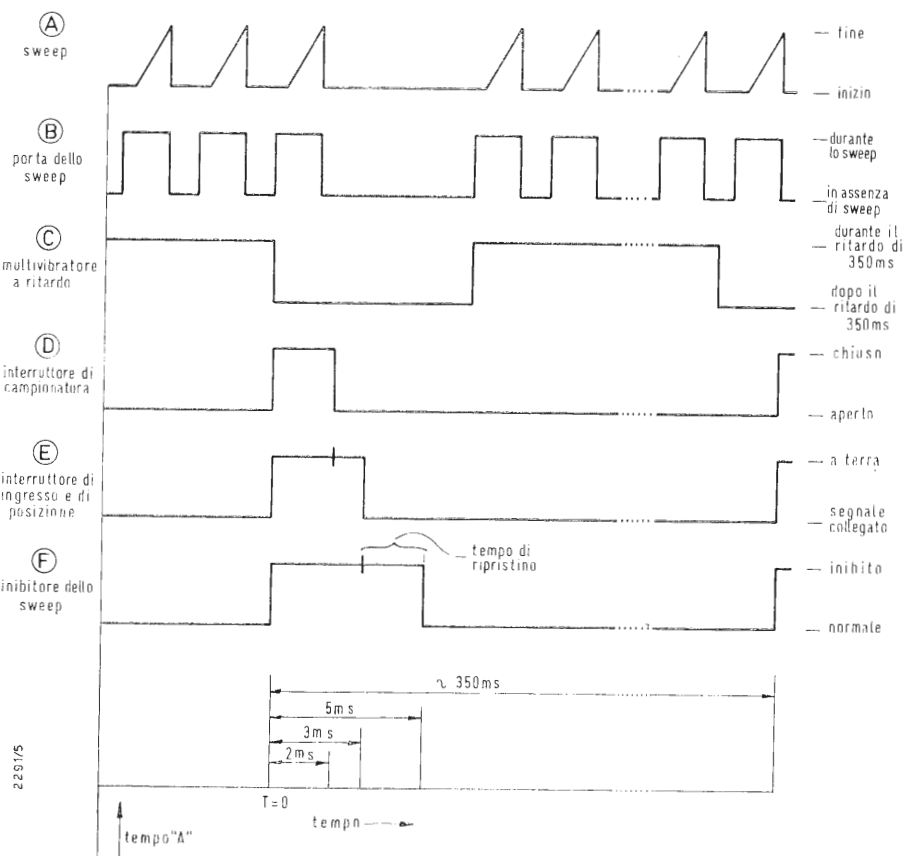 A
sweep
fine
inizin
B
porta dello
sweep
durante
lo sweep
in assenza
di sweep
C
multivibratore
a ritardo
durante il
ritardo di
350ms
dopo il
ritardo di
350ms
D
interruttore di
campionatura
chiuso
aperto
E
interruttore di
ingresso e di
posizione
a terra
segnale
collegato
F
inibitore dello
sweep
tempo di
ripristino
inibito
normale
~ 350ms
5ms
3ms
2ms
T=0
tempo
tempo"A"
2291/5